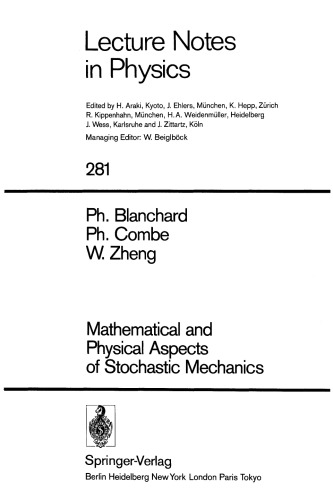 Lecture Notes
in Physics
Edited by H. Araki, Kyoto, J. Ehlers, München, K. Hepp, Zürich
R. Kippenhahn, München, H. A. Weidenmüller, Heidelberg
J. Wess, Karlsruhe and J. Zittartz, Köln
Managing Editor: W. Beiglböck
281
Ph. Blanchard
Ph. Combe
W. Zheng
Mathematical and
Physical Aspects
of Stochastic Mechanics
Springer-Verlag
Berlin Heidelberg New York London Paris Tokyo